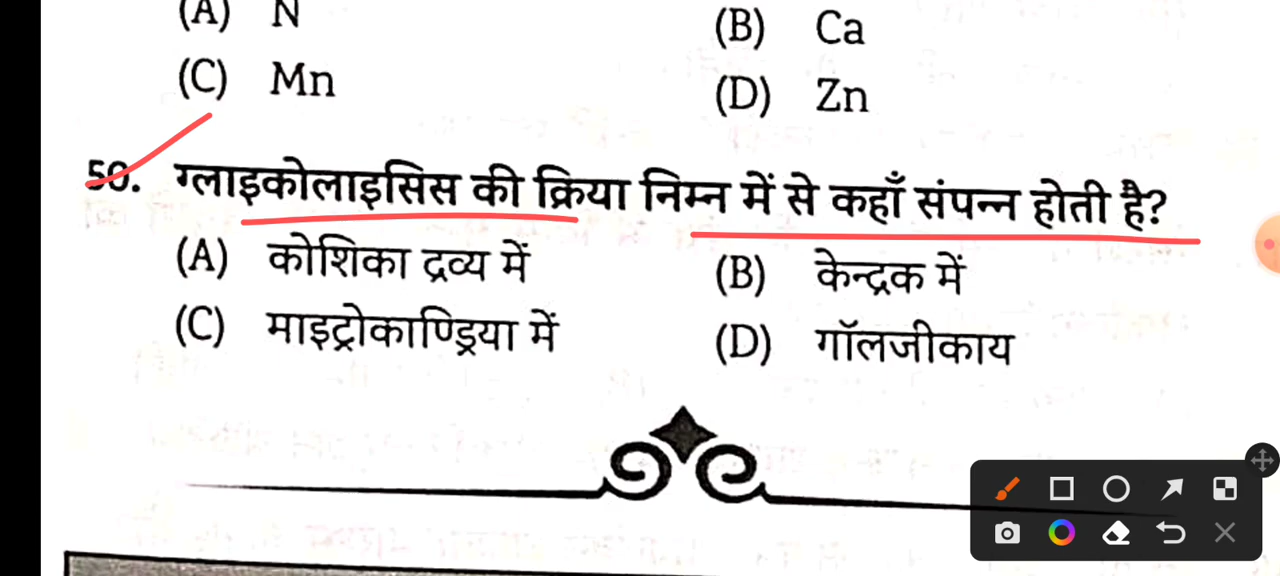 (A) N
(B) Ca
(C) Mn
(D) Zn
50. ग्लाइकोलाइसिस की क्रिया निम्न में से कहाँ संपन्न होती है?
(A) कोशिका द्रव्य में
(B) केन्द्रक में
(C) माइट्रोकाण्ड्रिया में
(D) गॉलजीकाय